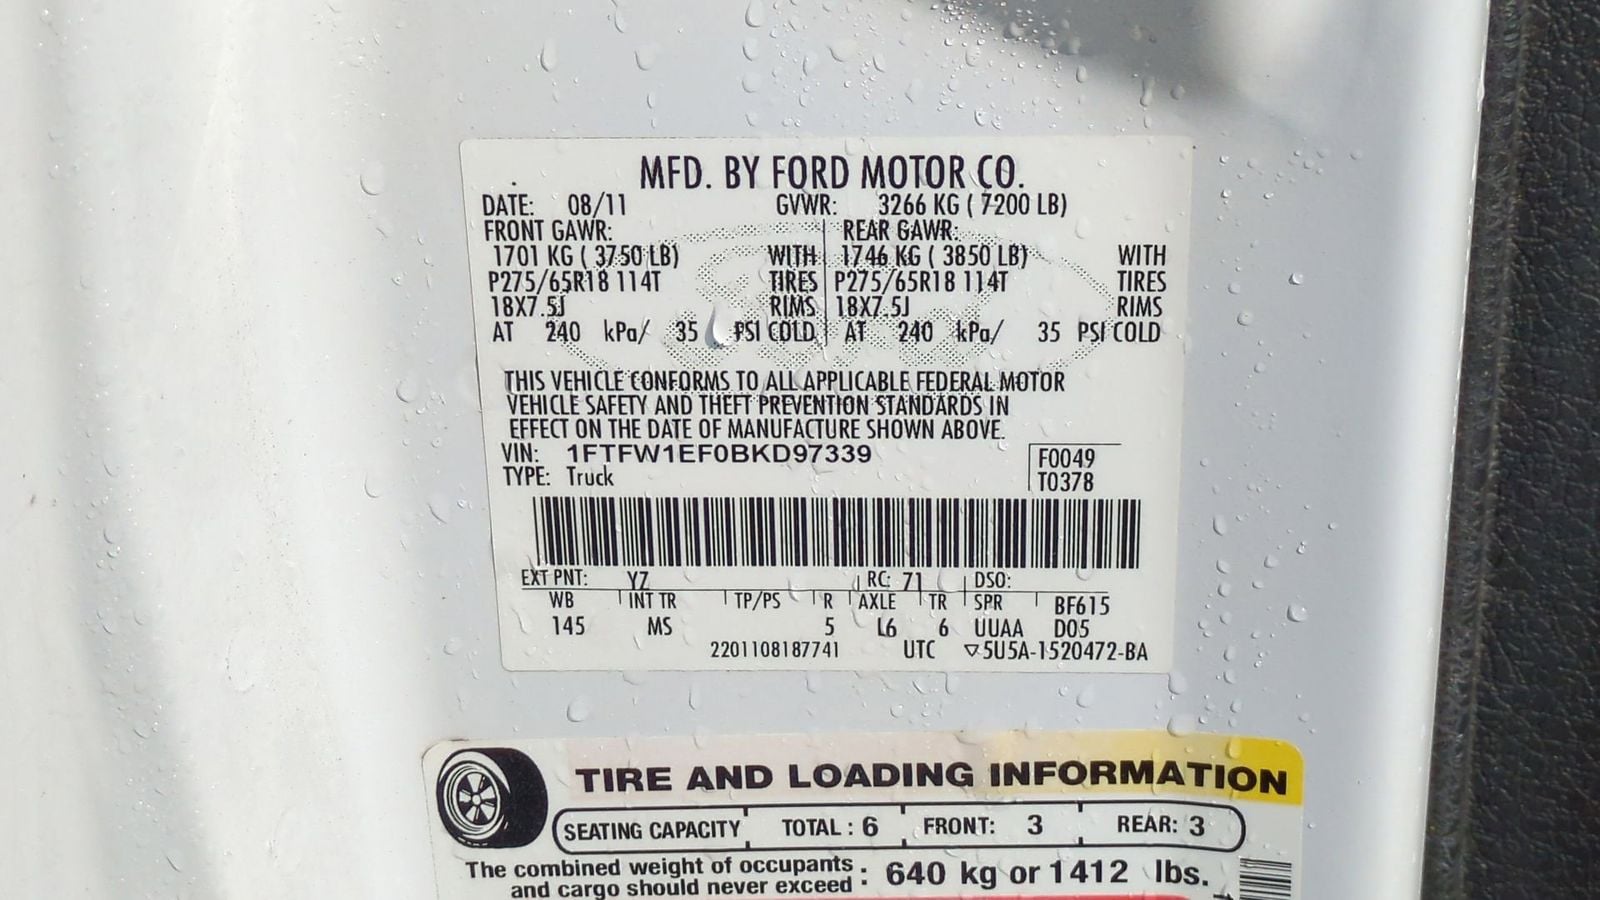 MFD. BY FORD MOTOR CO.
DATE: 08/11 GVWR: 3266 KG ( 7200 LB)
FRONT GAWR: REAR GAWR:
1701 KG ( 3750 LB) WITH 1746 KG ( 3850 LB) WITH
P275/65R18 114T TIRES P275/65R18 114T TIRES
18X7.5J RIMS 18X7.5J RIMS
AT 240 kPa/ 35 PSI COLD AT 240 kPa/ 35 PSI COLD
THIS VEHICLE CONFORMS TO ALL APPLICABLE FEDERAL MOTOR
VEHICLE SAFETY AND THEFT PREVENTION STANDARDS IN
EFFECT ON THE DATE OF MANUFACTURE SHOWN ABOVE.
VIN: 1FTFW1EF0BKD97339 F0049
TYPE: Truck T0378
EXT PNT: YZ RC: 71 DSO:
WB INT TR TP/PS R AXLE TR SPR BF615
145 MS 5 L6 6 UUAA D05
2201108187741 UTC ▽5U5A-1520472-BA
TIRE AND LOADING INFORMATION
SEATING CAPACITY TOTAL : 6 FRONT: 3 REAR: 3
The combined weight of occupants
and cargo should never exceed : 640 kg or 1412 lbs.